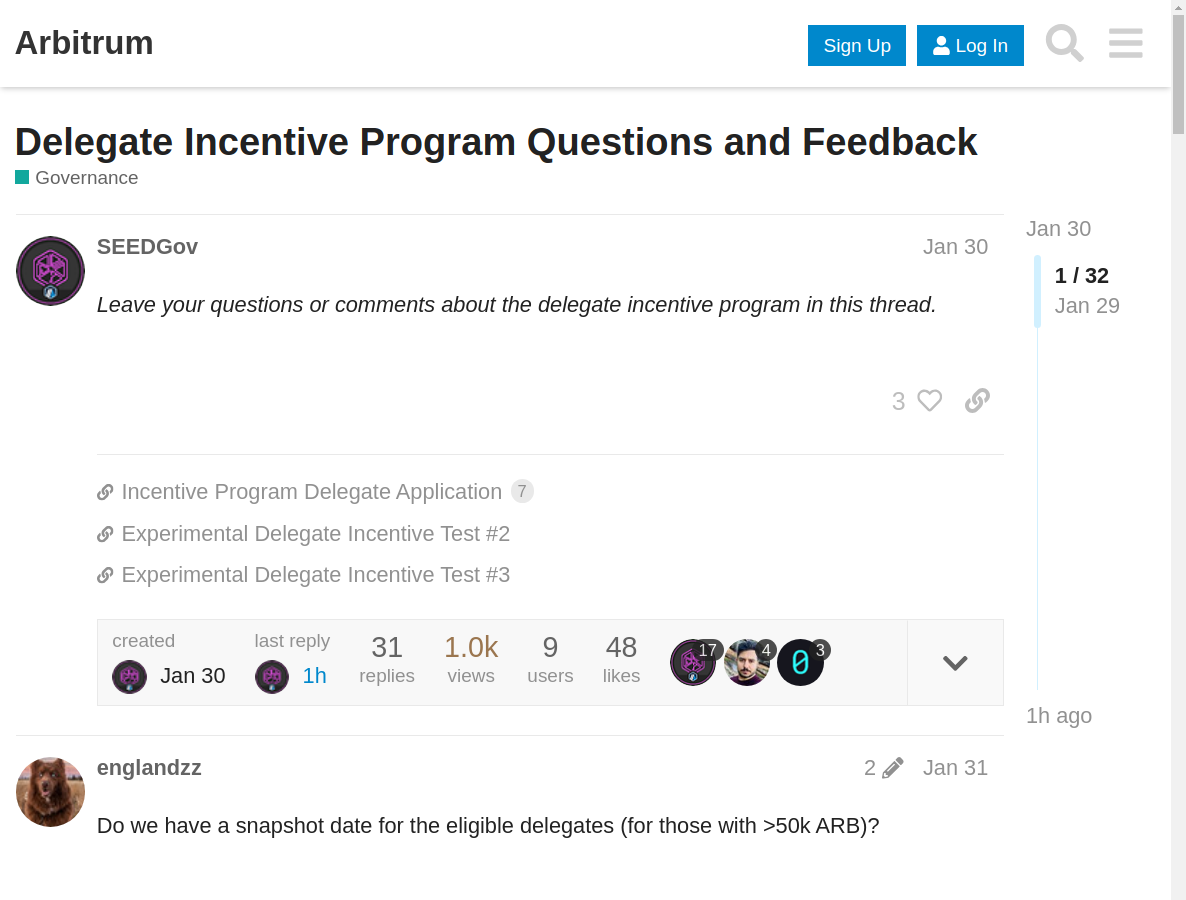 Arbitrum
Sign Up
Log In
Delegate Incentive Program Questions and Feedback
Governance
SEEDGov
Jan 30
Leave your questions or comments about the delegate incentive program in this thread.
3
Jan 30
1 / 32
Jan 29
Incentive Program Delegate Application 7
Experimental Delegate Incentive Test #2
Experimental Delegate Incentive Test #3
created
Jan 30
last reply
1h
31
replies
1.0k
views
9
users
48
likes
17
4
3
1h ago
englandzz
2
Jan 31
Do we have a snapshot date for the eligible delegates (for those with >50k ARB)?